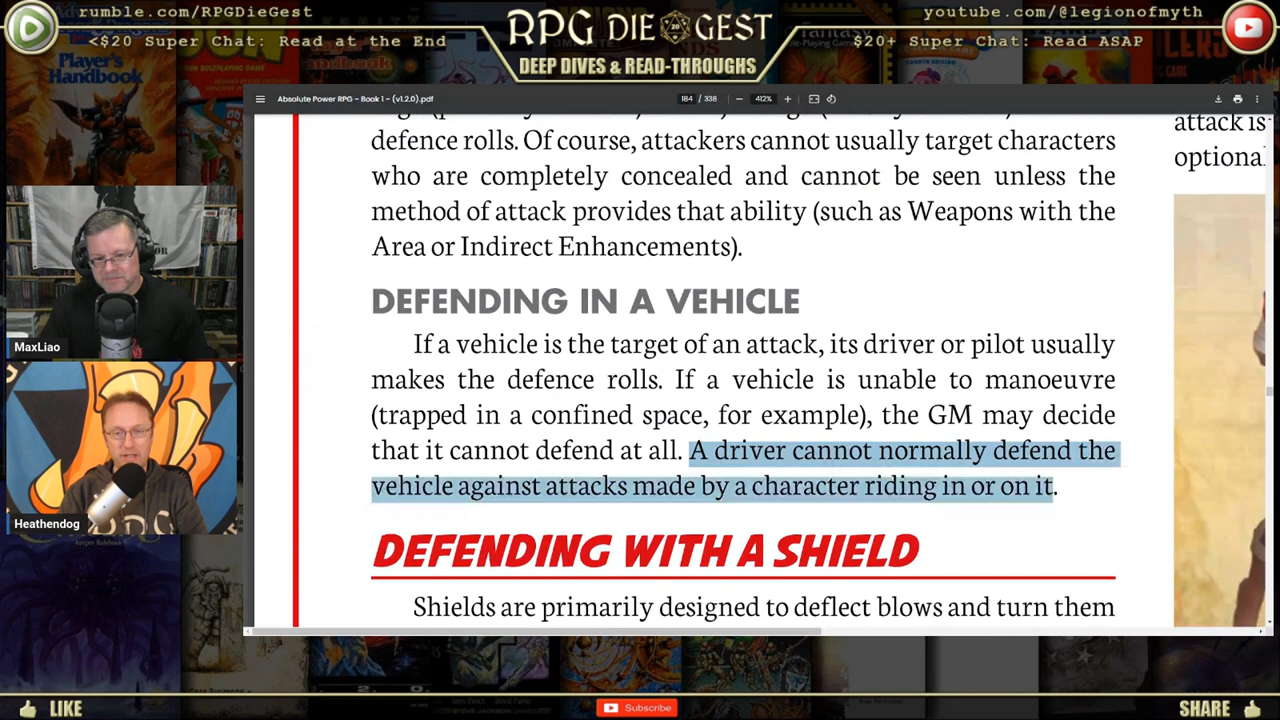 rumble.com/RPGDieGest
<$20 Super Chat: Read at the End
RPG DIE GEST
20
DEEP DIVES & READ-THROUGHS
youtube.com/@legionofmyth
$20+ Super Chat: Read ASAP
Player's
Handbook
Absolute Power RPG – Book 1 – (v1.2.0).pdf
184 / 338
412%
defence rolls. Of course, attackers cannot usually target characters
who are completely concealed and cannot be seen unless the
method of attack provides that ability (such as Weapons with the
Area or Indirect Enhancements).
DEFENDING IN A VEHICLE
If a vehicle is the target of an attack, its driver or pilot usually
makes the defence rolls. If a vehicle is unable to manoeuvre
(trapped in a confined space, for example), the GM may decide
that it cannot defend at all. A driver cannot normally defend the
vehicle against attacks made by a character riding in or on it.
DEFENDING WITH A SHIELD
Shields are primarily designed to deflect blows and turn them
attack is
optiona
MaxLiao
Heathendog
LIKE
Subscribe
SHARE